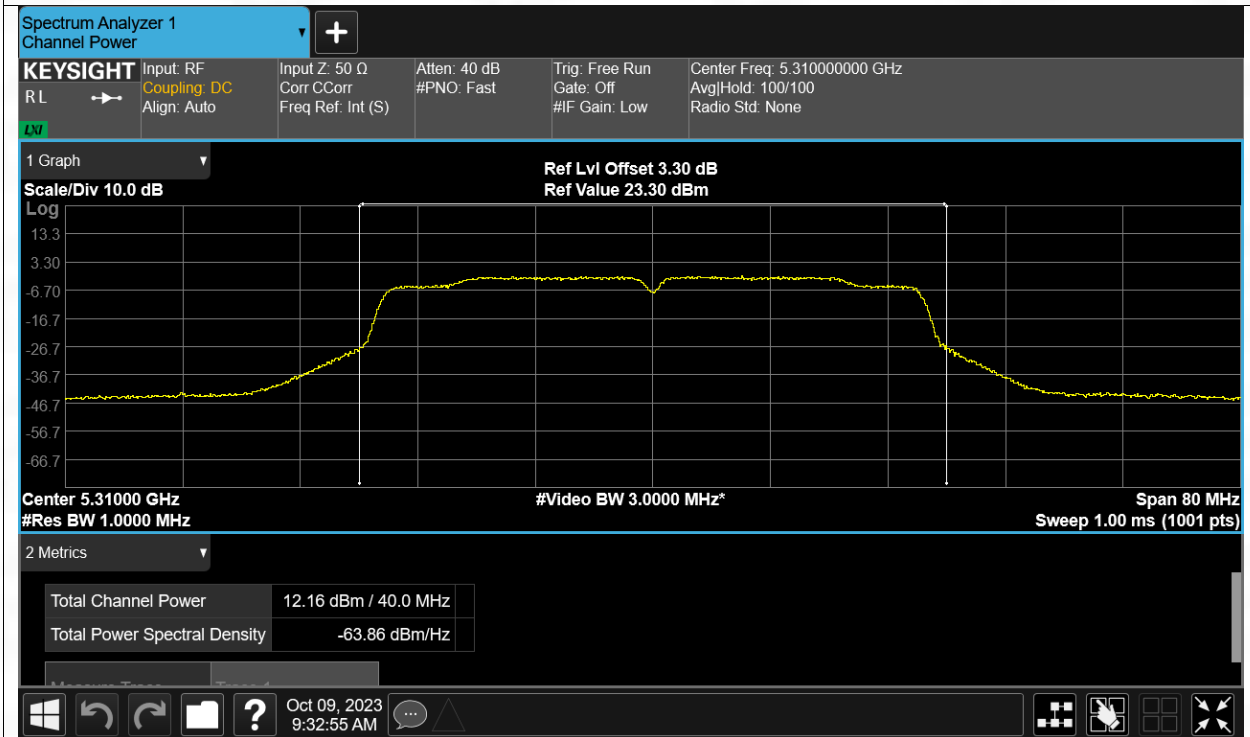 Spectrum Analyzer 1
Channel Power
KEYSIGHT
R L
LXI
Input: RF
Coupling: DC
Align: Auto
Input Z: 50 Ω
Corr CCorr
Freq Ref: Int (S)
Atten: 40 dB
#PNO: Fast
Trig: Free Run
Gate: Off
#IF Gain: Low
Center Freq: 5.310000000 GHz
Avg|Hold: 100/100
Radio Std: None
1 Graph
Scale/Div 10.0 dB
Ref Lvl Offset 3.30 dB
Ref Value 23.30 dBm
Log
13.3
3.30
-6.70
-16.7
-26.7
-36.7
-46.7
-56.7
-66.7
Center 5.31000 GHz
#Video BW 3.0000 MHz*
Span 80 MHz
#Res BW 1.0000 MHz
Sweep 1.00 ms (1001 pts)
2 Metrics
Total Channel Power 12.16 dBm / 40.0 MHz
Total Power Spectral Density -63.86 dBm/Hz
?
Oct 09, 2023
9:32:55 AM